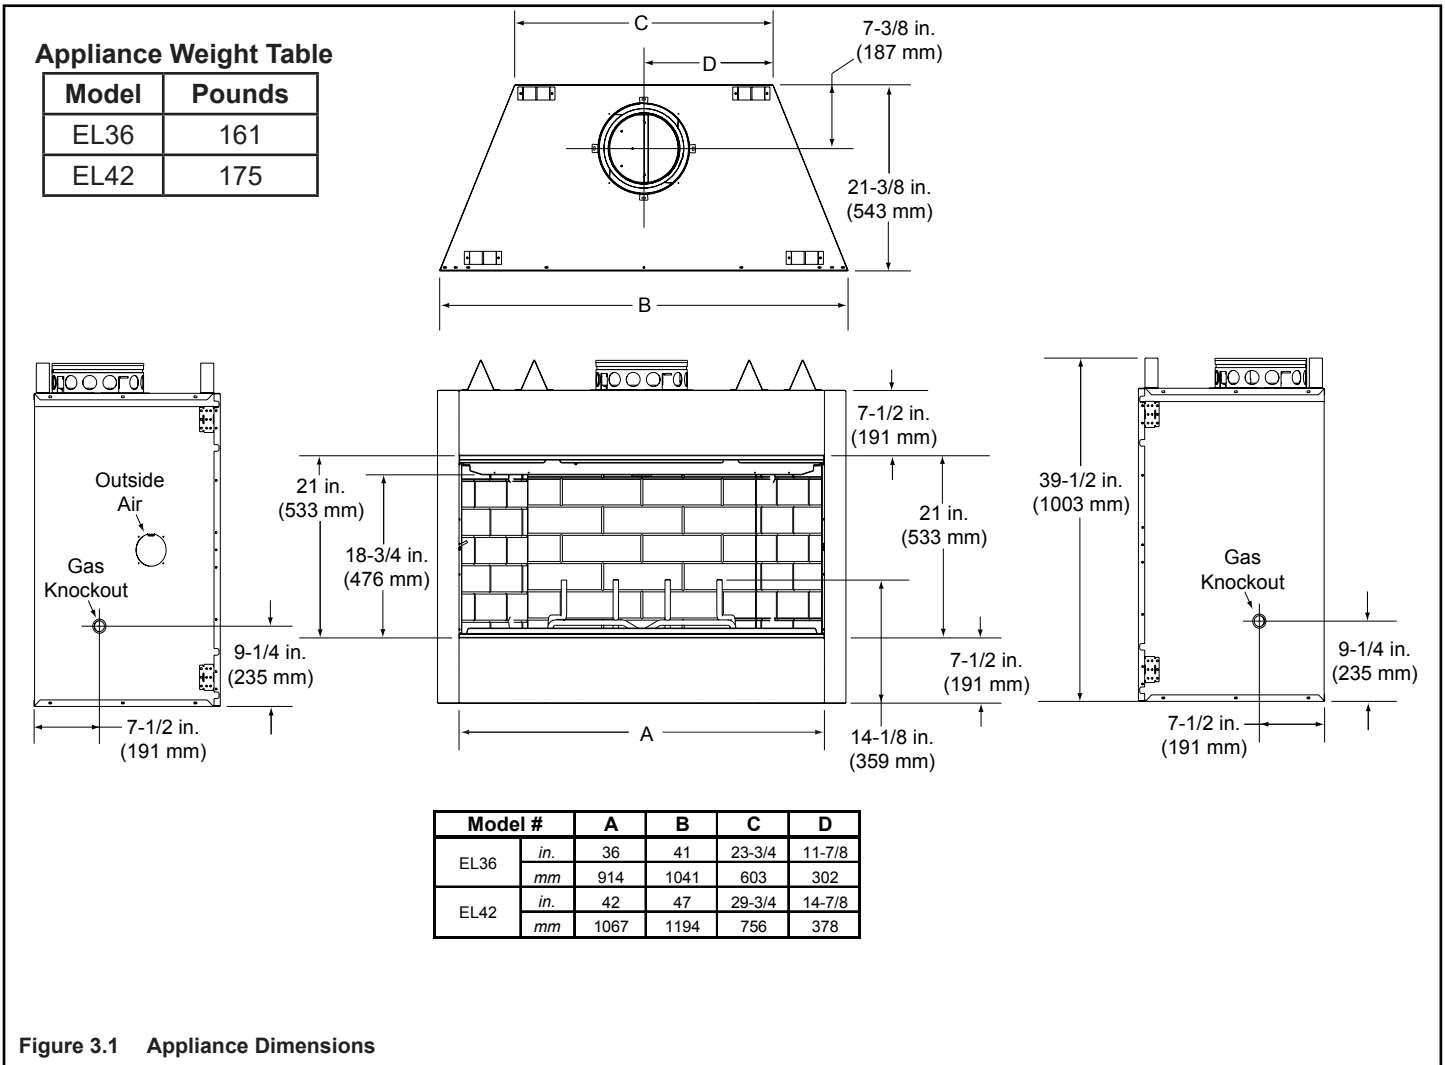 Appliance Weight Table
Model Pounds
EL36 161
EL42 175
C
D
7-3/8 in.
(187 mm)
21-3/8 in.
(543 mm)
B
Outside
Air
Gas
Knockout
9-1/4 in.
(235 mm)
7-1/2 in.
(191 mm)
21 in.
(533 mm)
18-3/4 in.
(476 mm)
7-1/2 in.
(191 mm)
21 in.
(533 mm)
7-1/2 in.
(191 mm)
14-1/8 in.
(359 mm)
A
39-1/2 in.
(1003 mm)
Gas
Knockout
9-1/4 in.
(235 mm)
7-1/2 in.
(191 mm)
Model # A B C D
EL36 in. 36 41 23-3/4 11-7/8
mm 914 1041 603 302
EL42 in. 42 47 29-3/4 14-7/8
mm 1067 1194 756 378
Figure 3.1 Appliance Dimensions